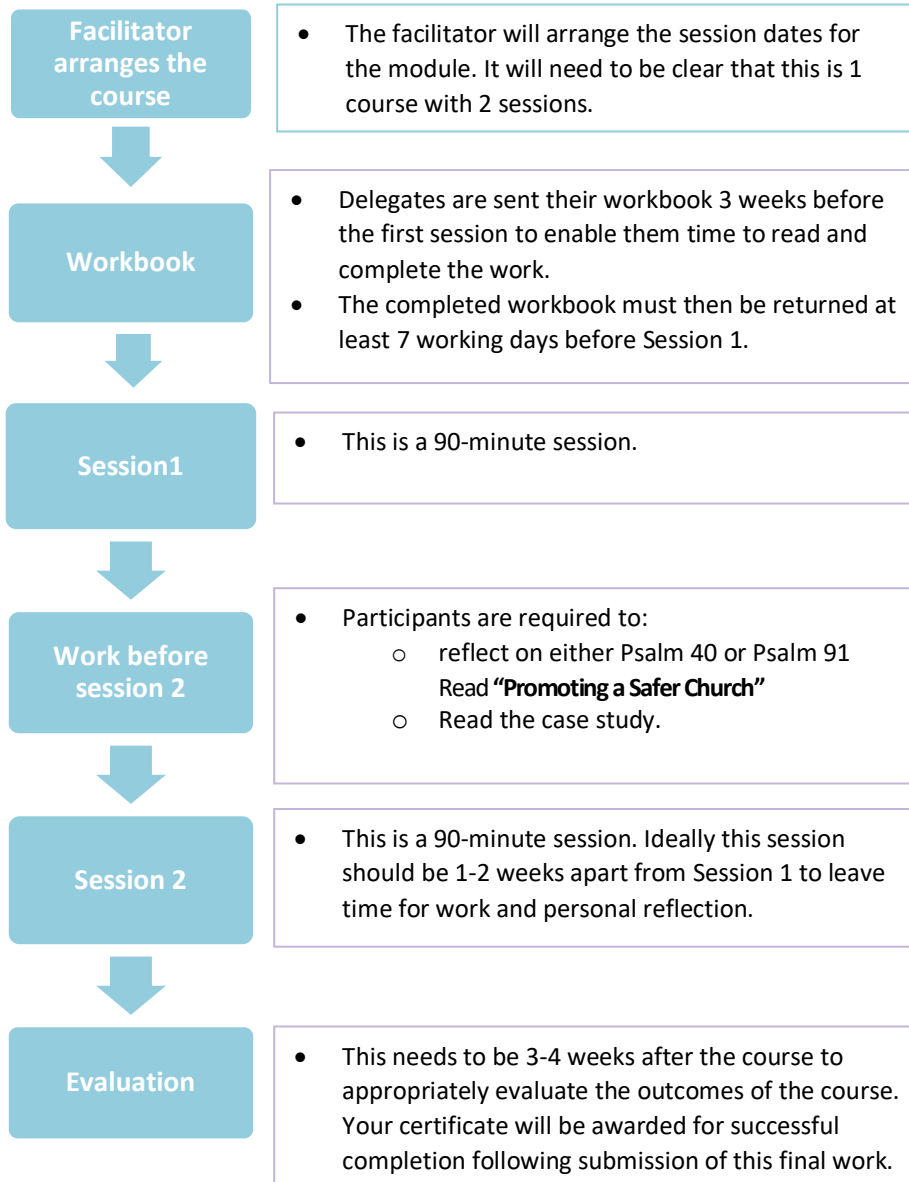 Facilitator
arranges the
course
• The facilitator will arrange the session dates for
the module. It will need to be clear that this is 1
course with 2 sessions.
Workbook
• Delegates are sent their workbook 3 weeks before
the first session to enable them time to read and
complete the work.
• The completed workbook must then be returned at
least 7 working days before Session 1.
Session1
• This is a 90-minute session.
Work before
session 2
• Participants are required to:
o reflect on either Psalm 40 or Psalm 91
Read “Promoting a Safer Church”
o Read the case study.
Session 2
• This is a 90-minute session. Ideally this session
should be 1-2 weeks apart from Session 1 to leave
time for work and personal reflection.
Evaluation
• This needs to be 3-4 weeks after the course to
appropriately evaluate the outcomes of the course.
Your certificate will be awarded for successful
completion following submission of this final work.